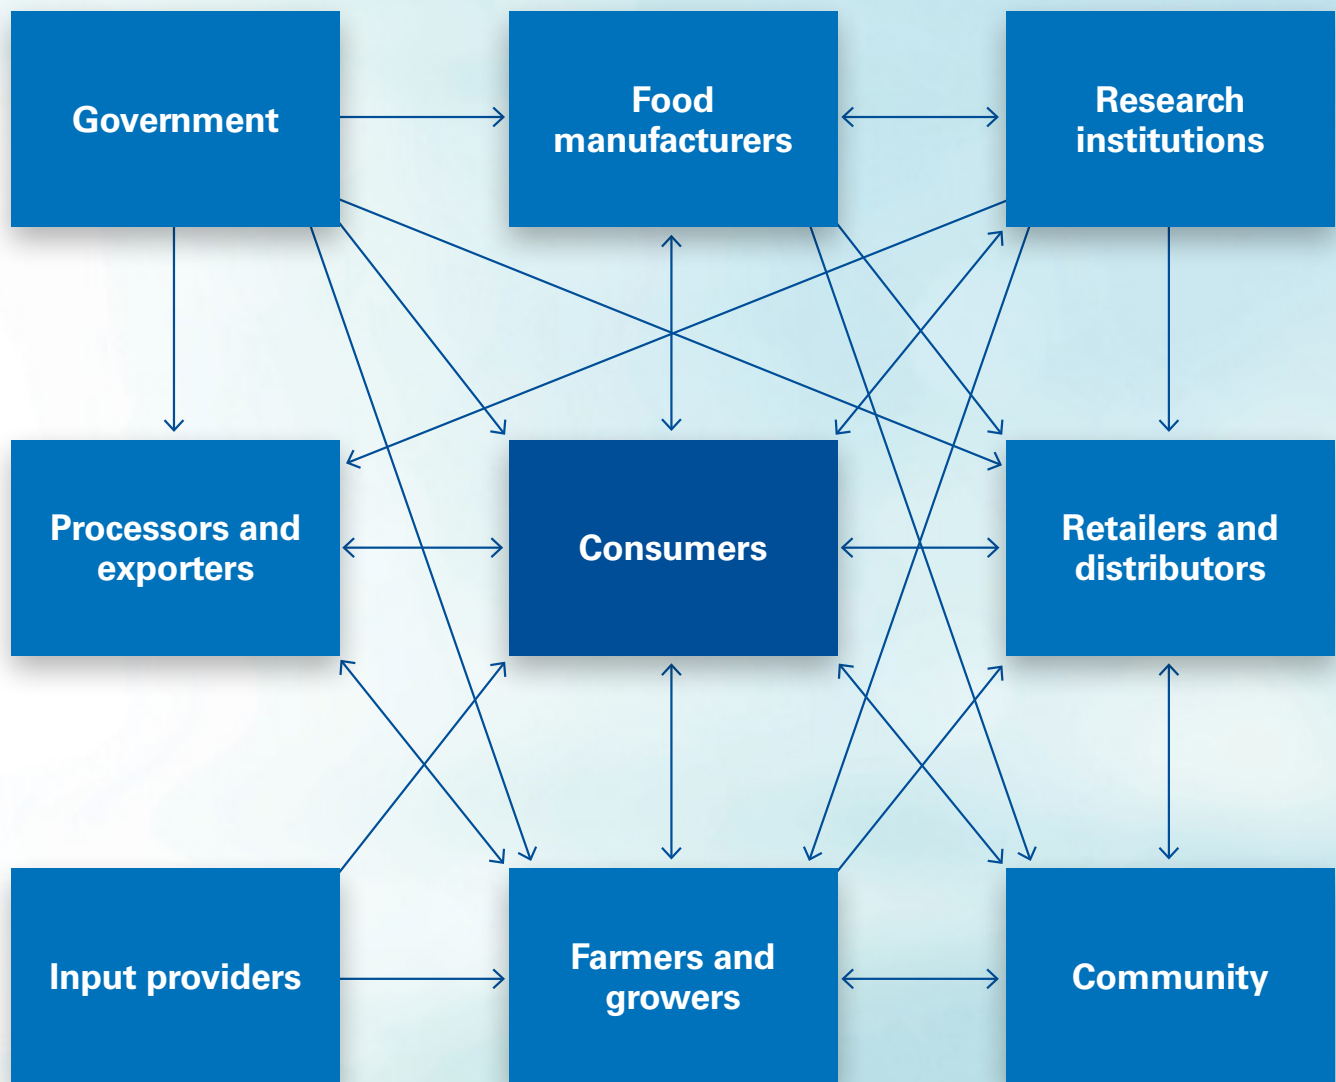 Government
Food
manufacturers
Research
institutions
Processors and
exporters
Consumers
Retailers and
distributors
Input providers
Farmers and
growers
Community